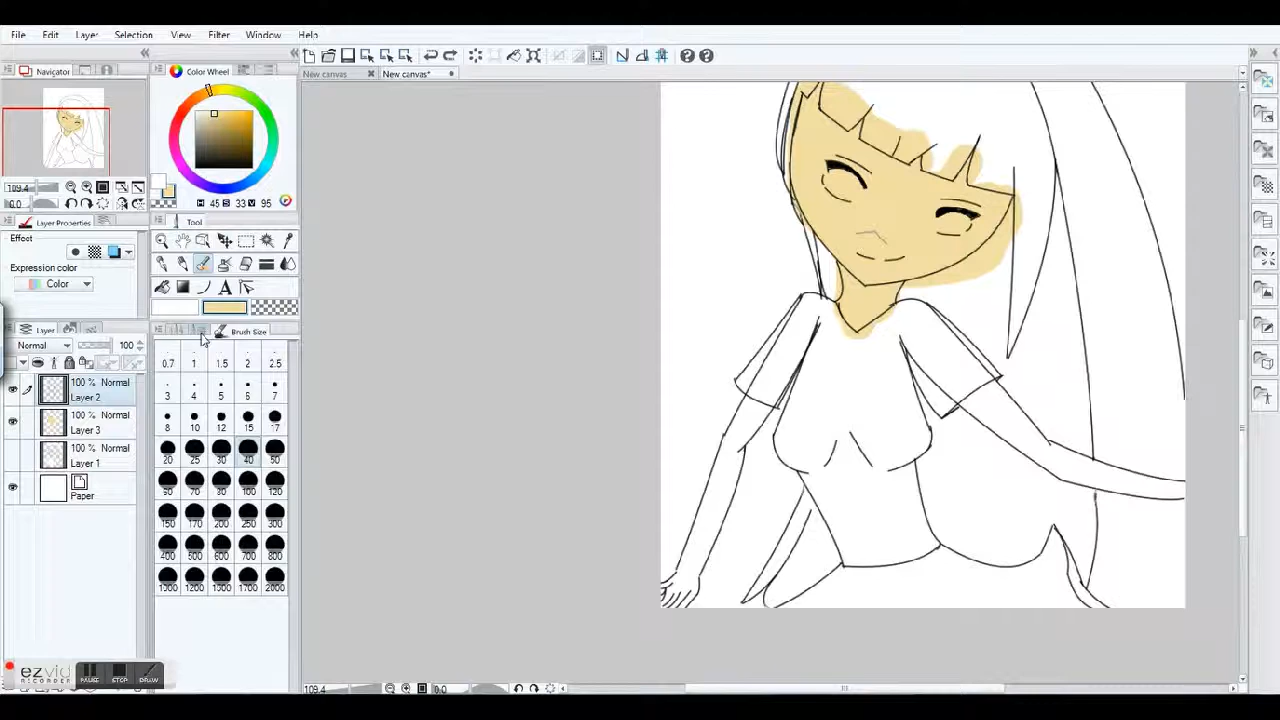 File Edit Layer Selection View Filter Window Help
Navigator
Color Wheel
New canvas
New canvas*
109.4
0.0
H 45 S 33 V 95
Layer Properties
Tool
Effect
Expression color
Color
Layer
Brush Size
Normal 100
0.7 1 1.5 2 2.5
3 4 5 6 7
8 10 12 15 17
20 25 30 40 50
60 70 80 100 120
150 170 200 250 300
400 500 600 700 800
1000 1200 1500 1700 2000
100 % Normal
Layer 2
100 % Normal
Layer 3
100 % Normal
Layer 1
Paper
ezvid
RECORDER
PAUSE STOP DRAW
109.4 0.0